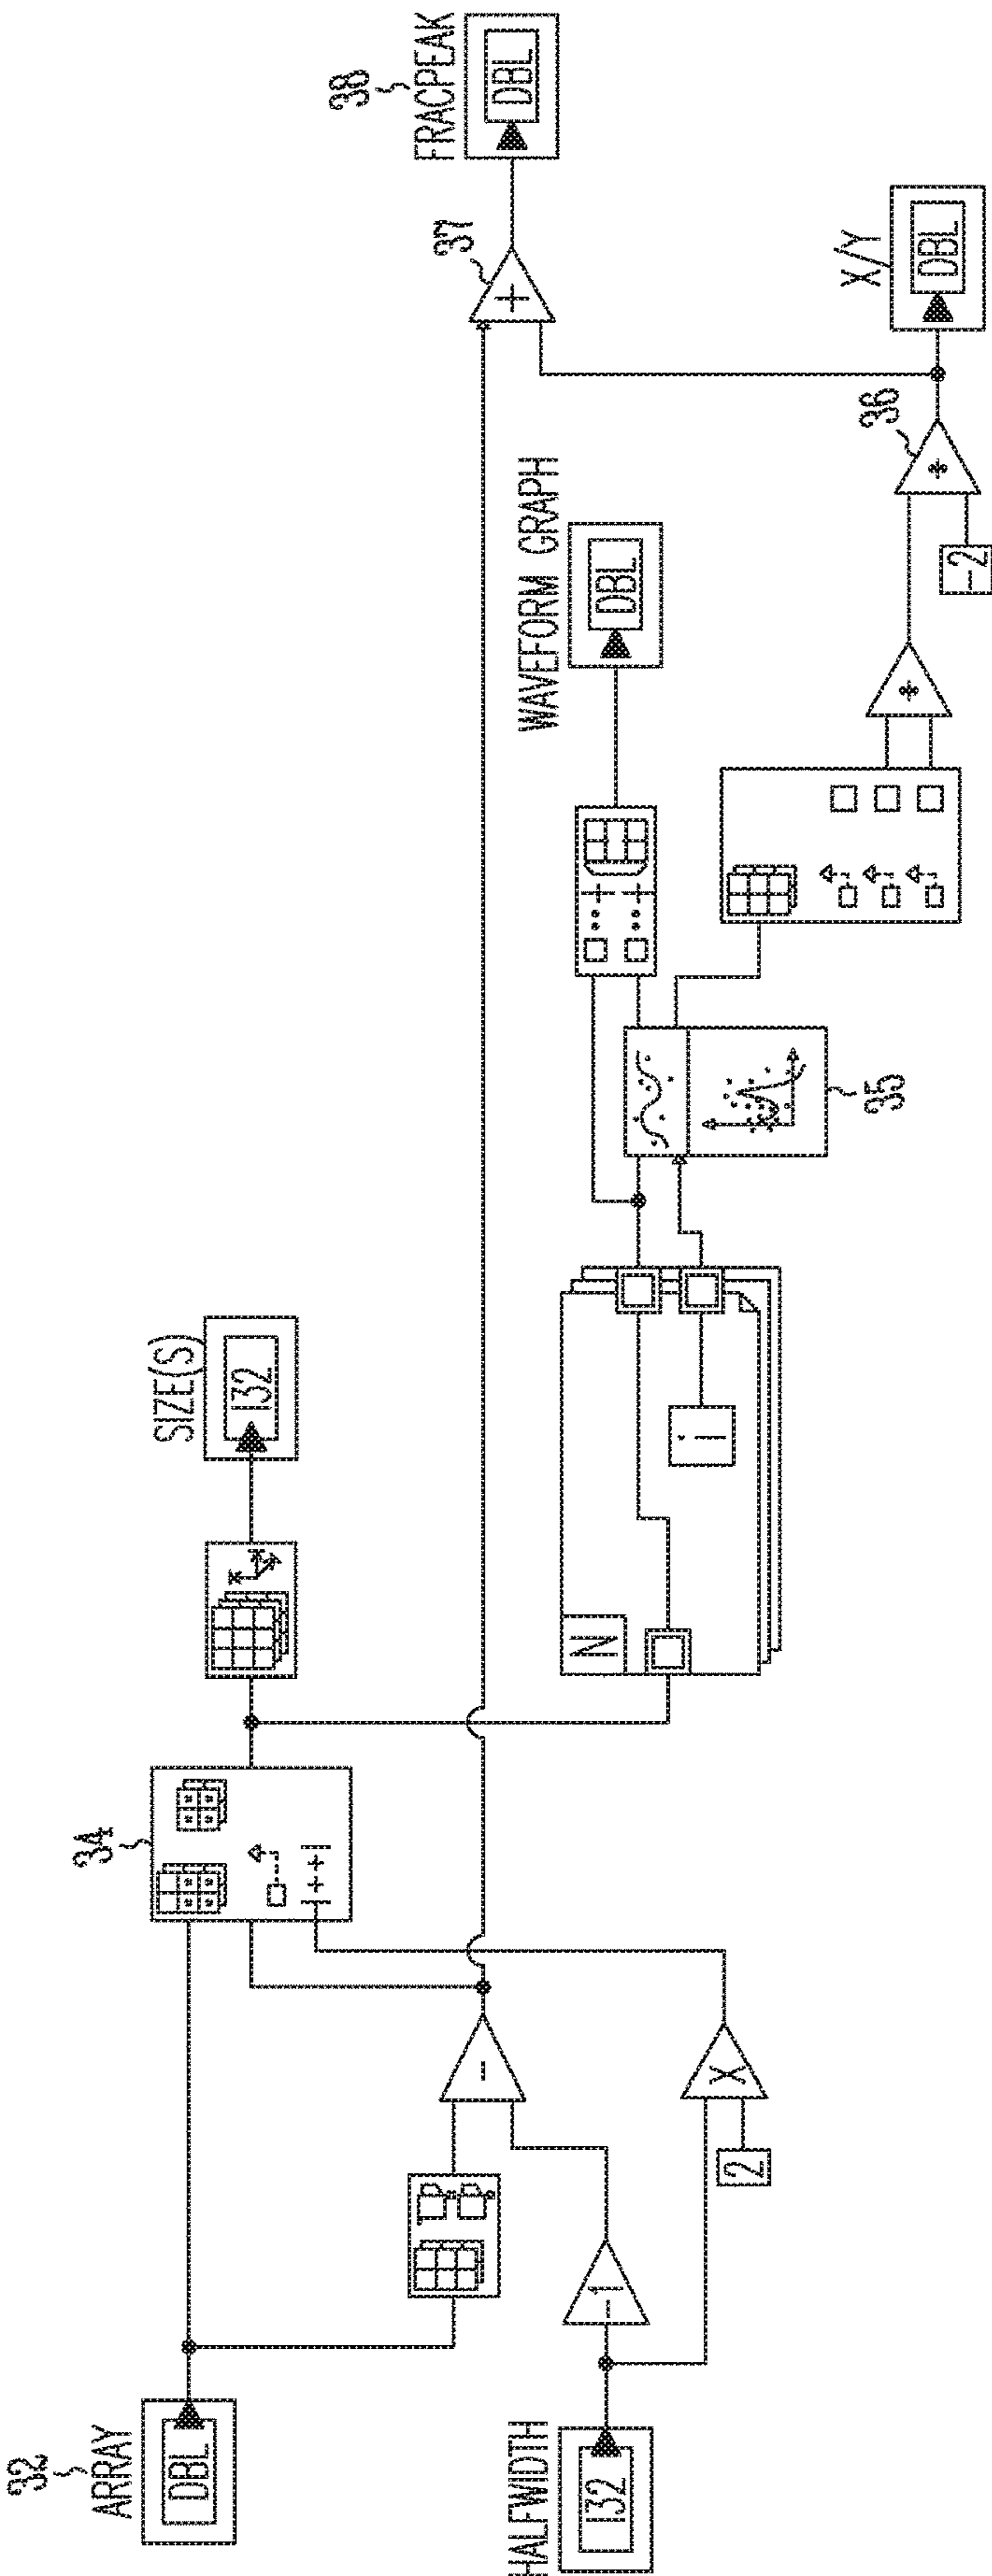 32
ARRAY
DBL
HALFWIDTH
I32
-1
2
X
-
34
SIZE(S)
I32
N
i
35
WAVEFORM GRAPH
DBL
÷
-2
36
÷
X/Y
DBL
37
+
38
FRACPEAK
DBL